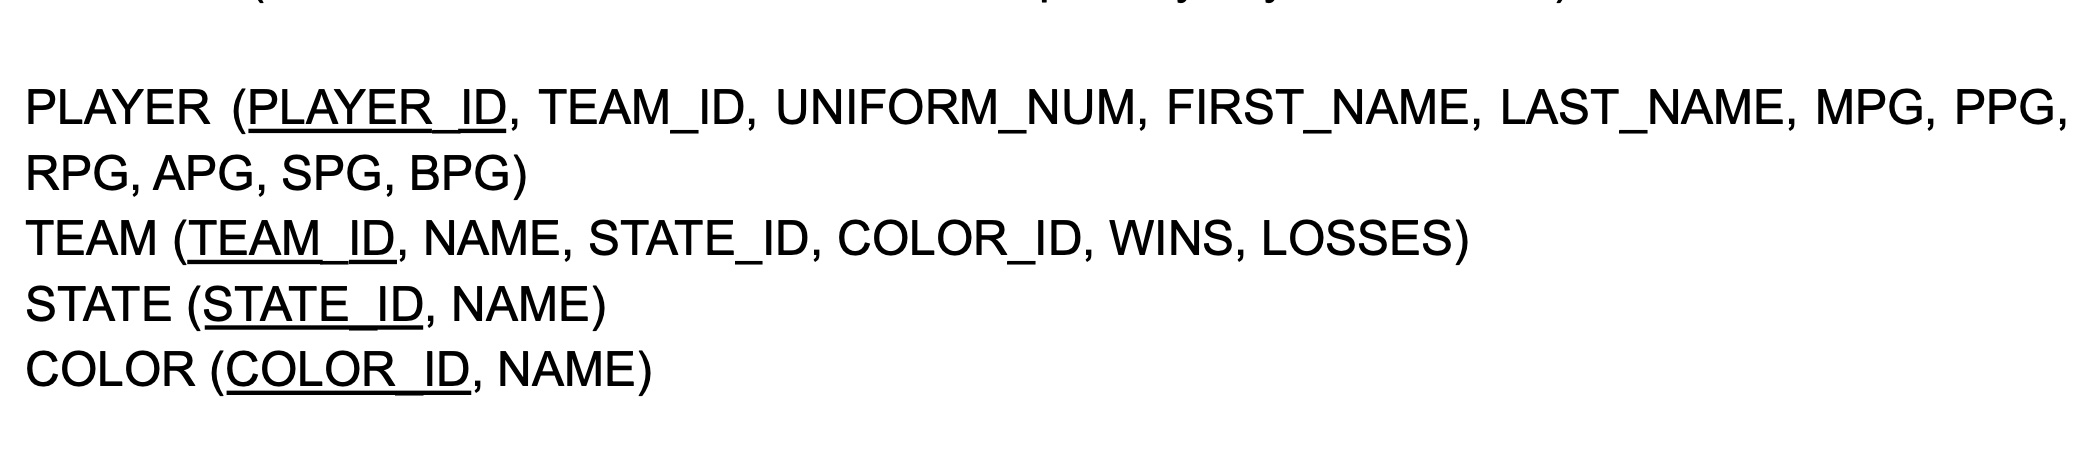 PLAYER (PLAYER_ID, TEAM_ID, UNIFORM_NUM, FIRST_NAME, LAST_NAME, MPG, PPG,
RPG, APG, SPG, BPG)
TEAM (TEAM_ID, NAME, STATE_ID, COLOR_ID, WINS, LOSSES)
STATE (STATE_ID, NAME)
COLOR (COLOR_ID, NAME)